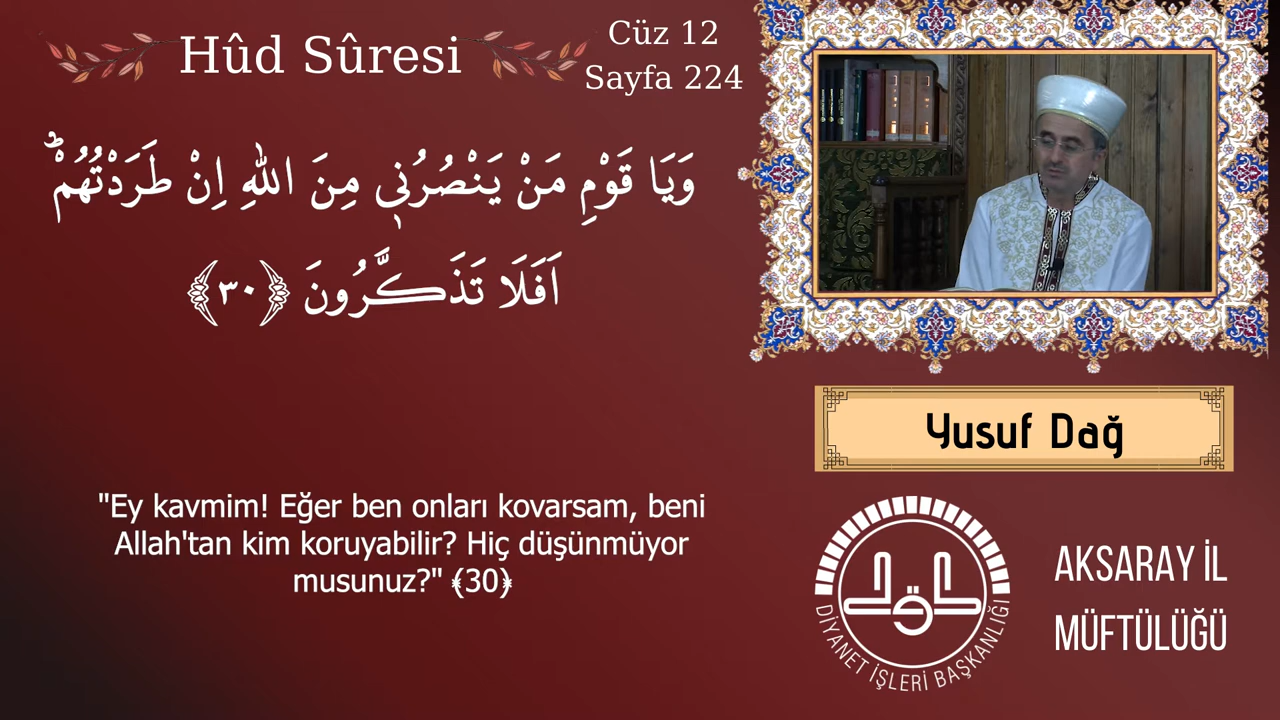 Hûd Sûresi
Cüz 12
Sayfa 224
وَيَا قَوْمِ مَنْ يَنْصُرُنٖي مِنَ اللّٰهِ اِنْ طَرَدْتُهُمْؕ
اَفَلَا تَذَكَّرُونَ ﴿٣٠﴾
"Ey kavmim! Eğer ben onları kovarsam, beni
Allah'tan kim koruyabilir? Hiç düşünmüyor
musunuz?" ﴾30﴿
Yusuf Dağ
DİYANET İŞLERİ BAŞKANLIĞI
AKSARAY İL
MÜFTÜLÜĞÜ